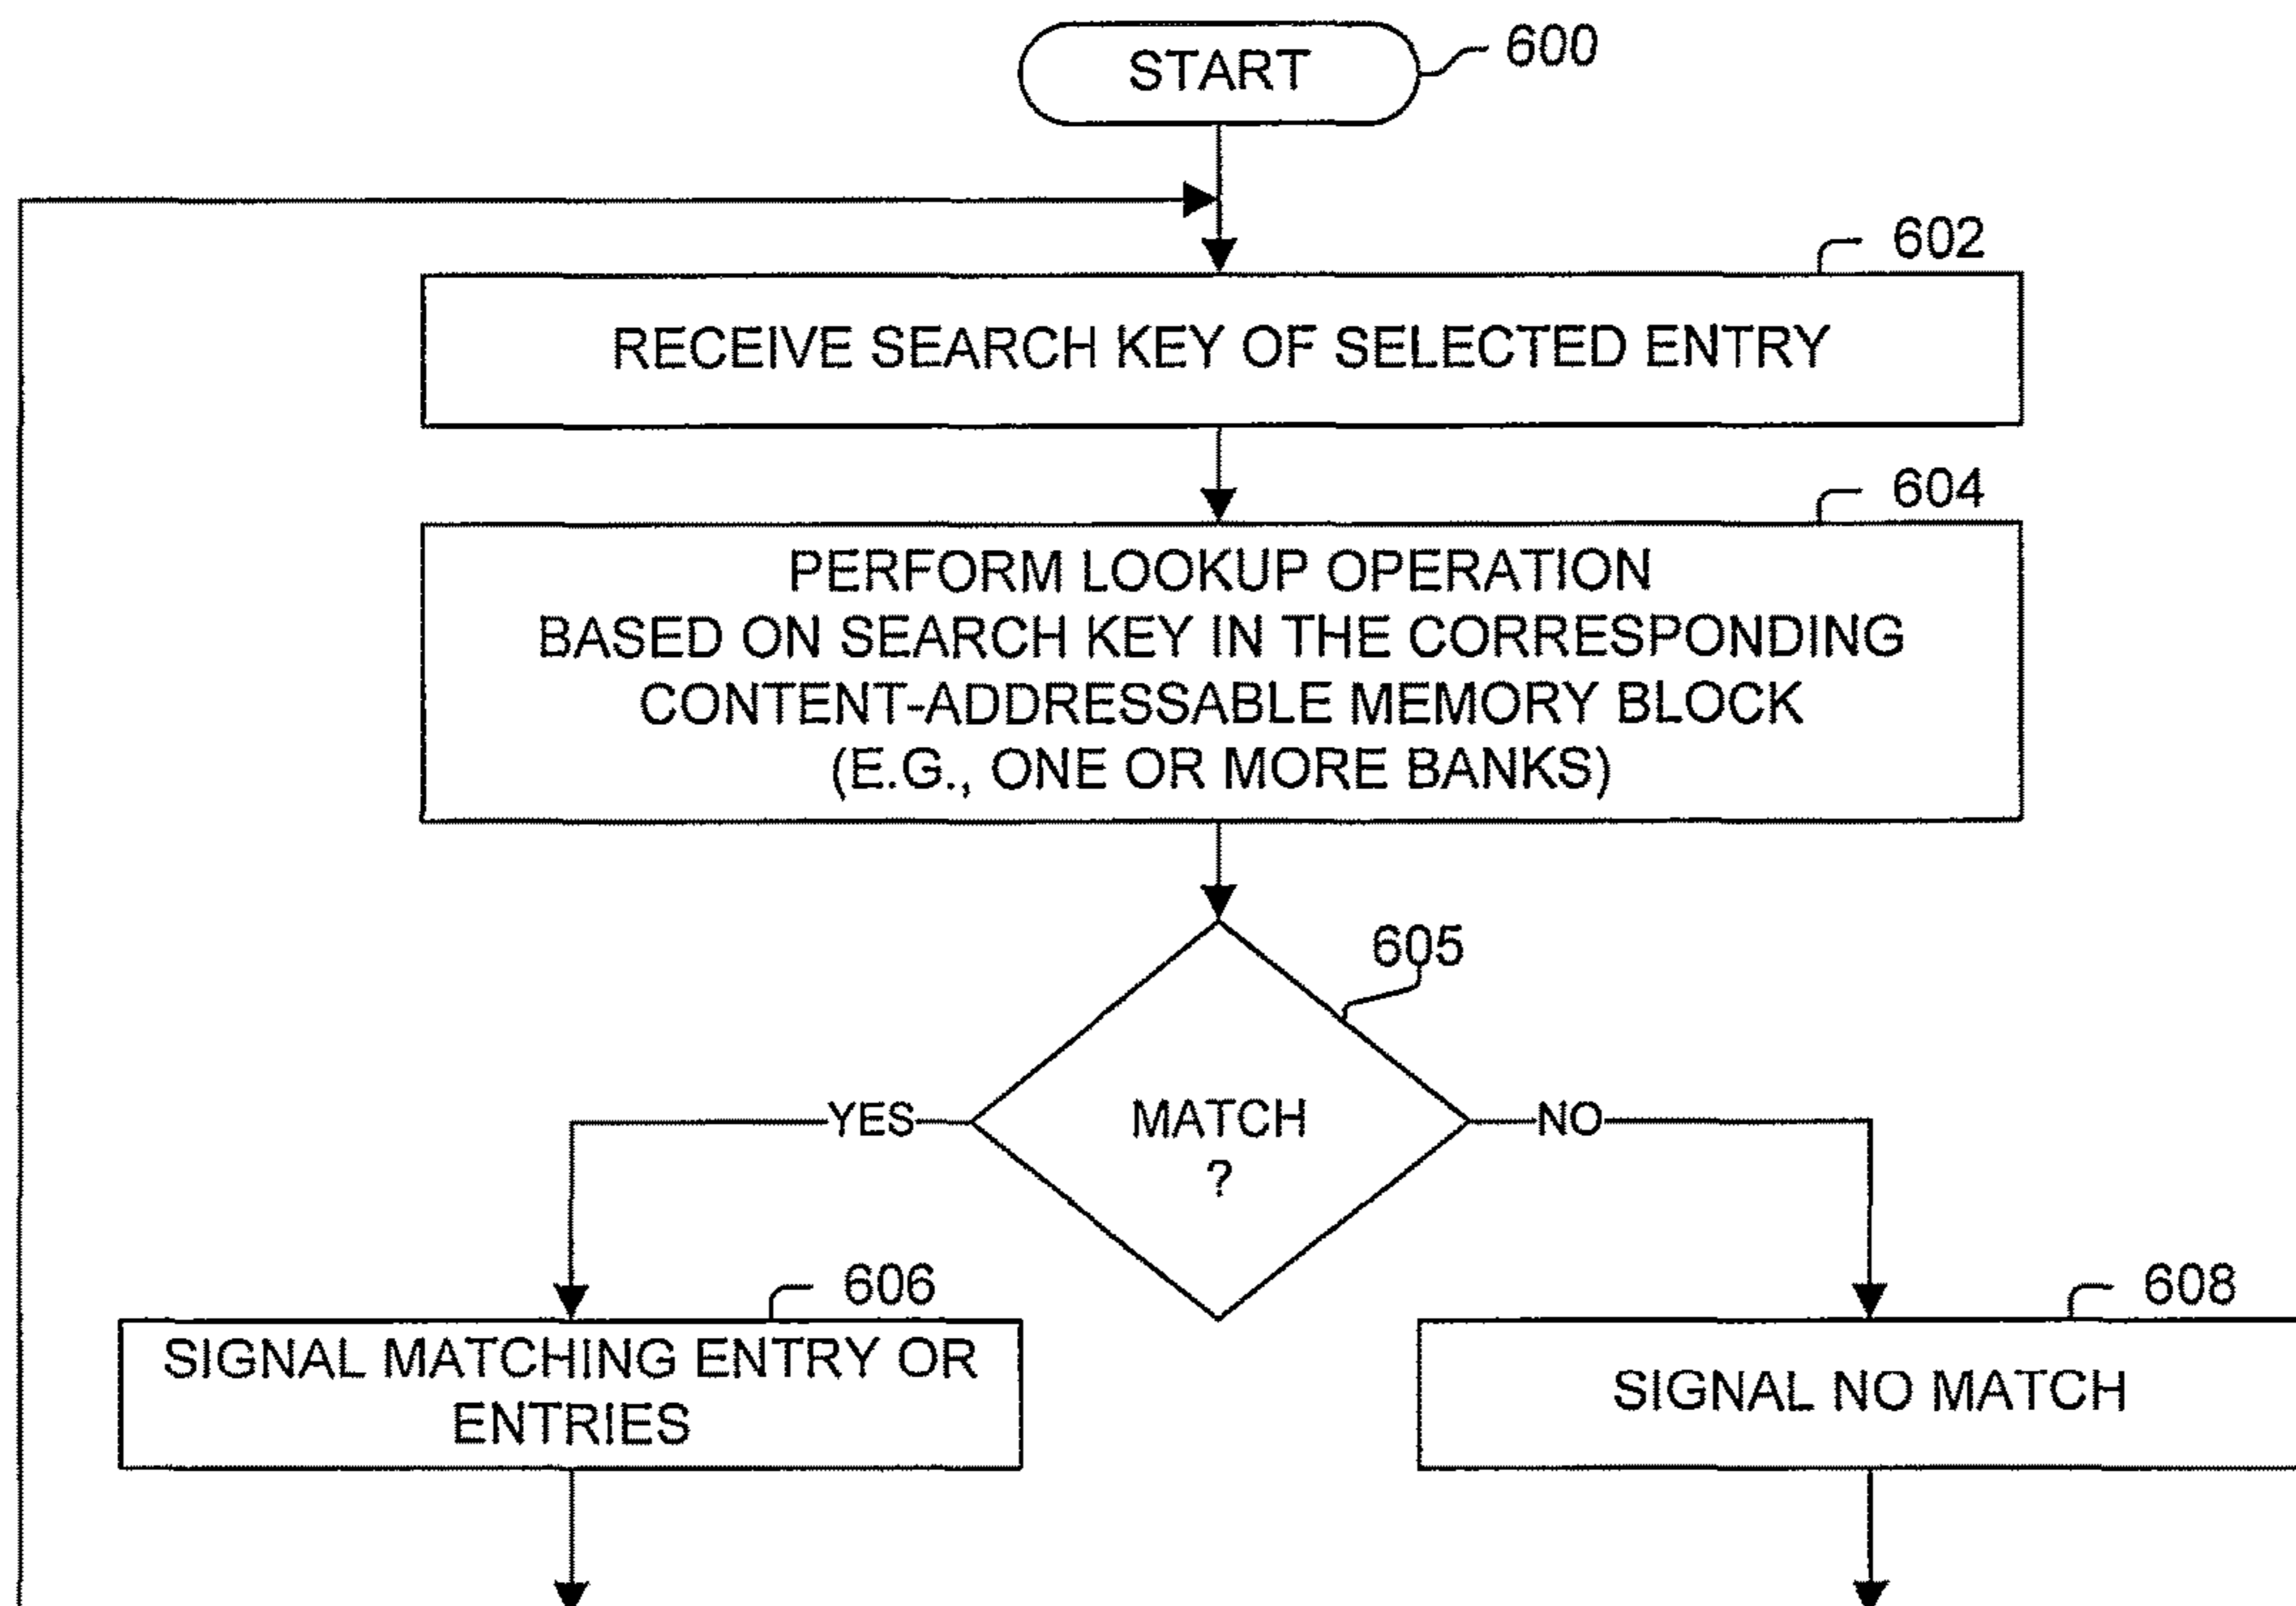 START
600
602
RECEIVE SEARCH KEY OF SELECTED ENTRY
604
PERFORM LOOKUP OPERATION
BASED ON SEARCH KEY IN THE CORRESPONDING
CONTENT-ADDRESSABLE MEMORY BLOCK
(E.G., ONE OR MORE BANKS)
605
MATCH
?
YES
NO
606
SIGNAL MATCHING ENTRY OR
ENTRIES
608
SIGNAL NO MATCH